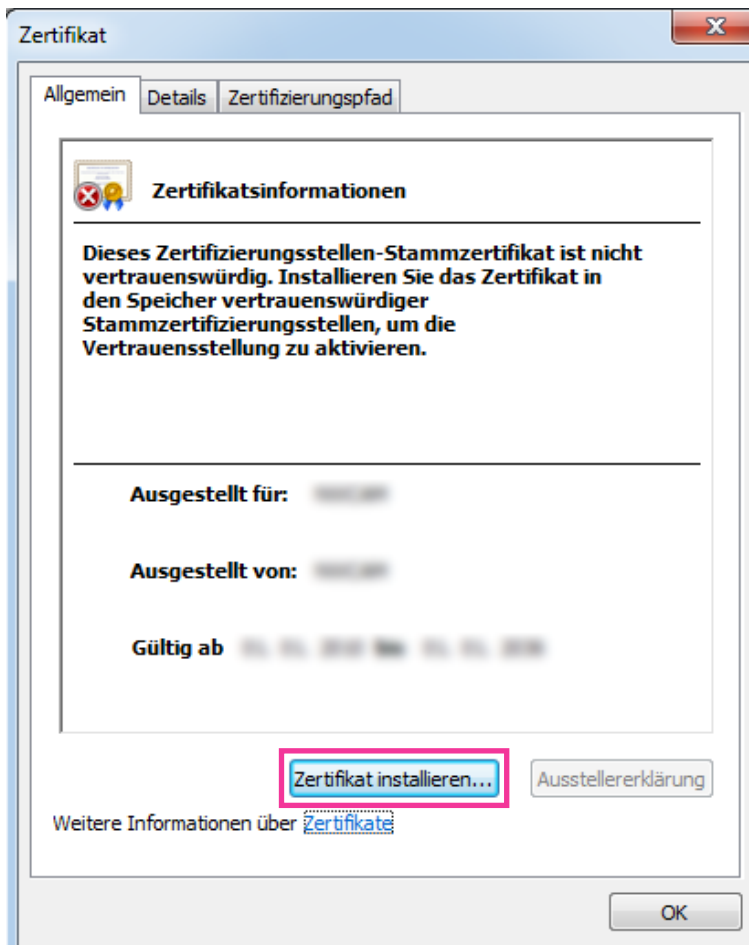 Zertifikat
Allgemein Details Zertifizierungspfad
Zertifikatsinformationen
Dieses Zertifizierungsstellen-Stammzertifikat ist nicht
vertrauenswürdig. Installieren Sie das Zertifikat in
den Speicher vertrauenswürdiger
Stammzertifizierungsstellen, um die
Vertrauensstellung zu aktivieren.
Ausgestellt für:
Ausgestellt von:
Gültig ab
Zertifikat installieren... Ausstellererklärung
Weitere Informationen über Zertifikate
OK